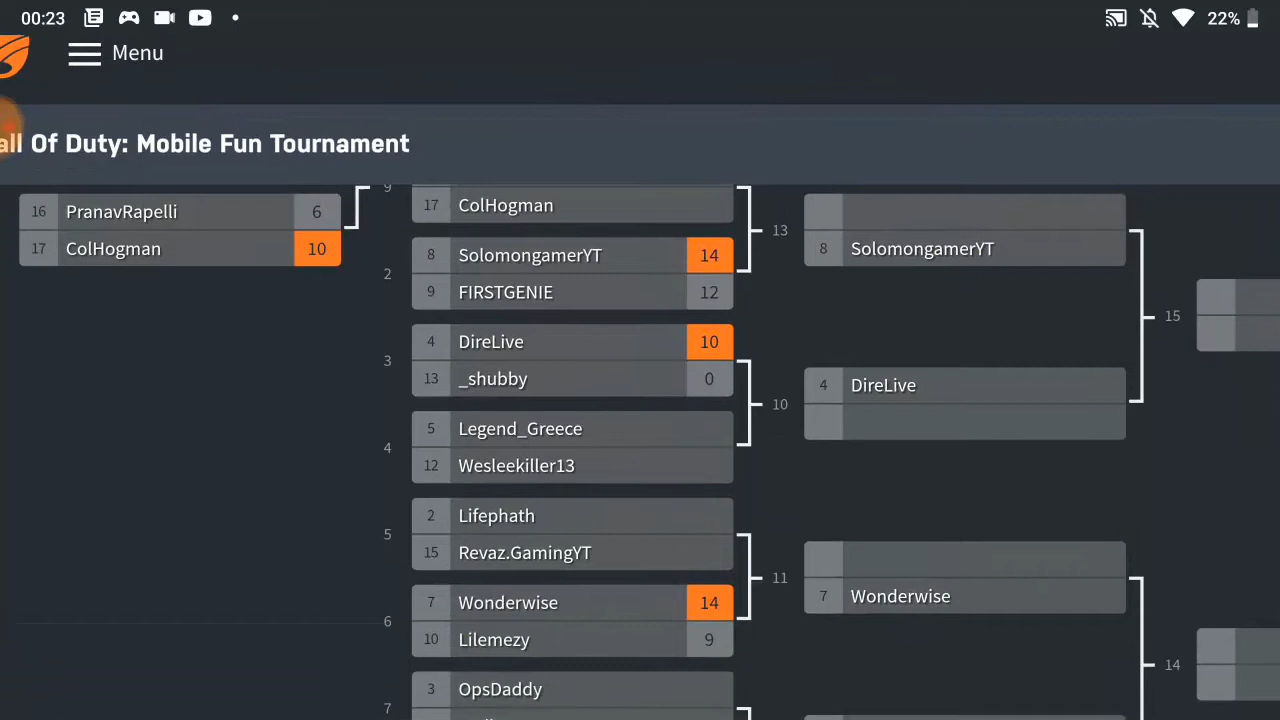 00:23
22%
Menu
all Of Duty: Mobile Fun Tournament
16 PranavRapelli 6
17 ColHogman 10
9
17 ColHogman
13
8 SolomongamerYT
2
8 SolomongamerYT 14
9 FIRSTGENIE 12
15
3
4 DireLive 10
13 _shubby 0
10
4 DireLive
4
5 Legend_Greece
12 Wesleekiller13
5
2 Lifephath
15 Revaz.GamingYT
11
7 Wonderwise
6
7 Wonderwise 14
10 Lilemezy 9
14
7
3 OpsDaddy